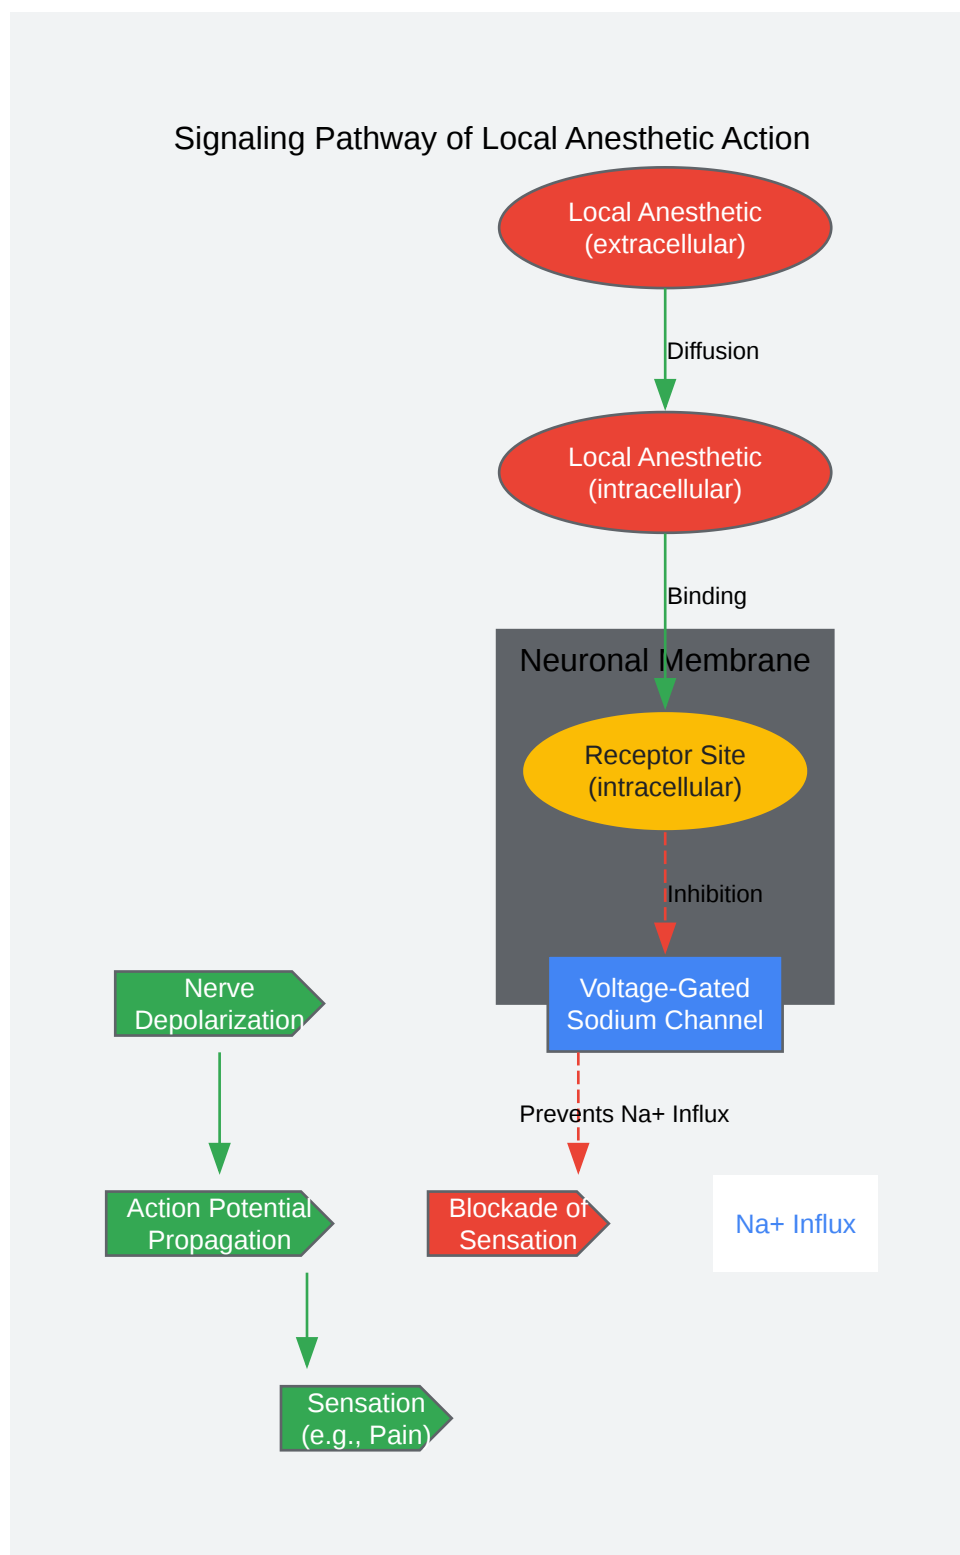 Signaling Pathway of Local Anesthetic Action
Local Anesthetic
(extracellular)
Diffusion
Local Anesthetic
(intracellular)
Binding
Neuronal Membrane
Receptor Site
(intracellular)
Inhibition
Voltage-Gated
Sodium Channel
Nerve
Depolarization
Prevents Na+ Influx
Action Potential
Propagation
Blockade of
Sensation
Na+ Influx
Sensation
(e.g., Pain)